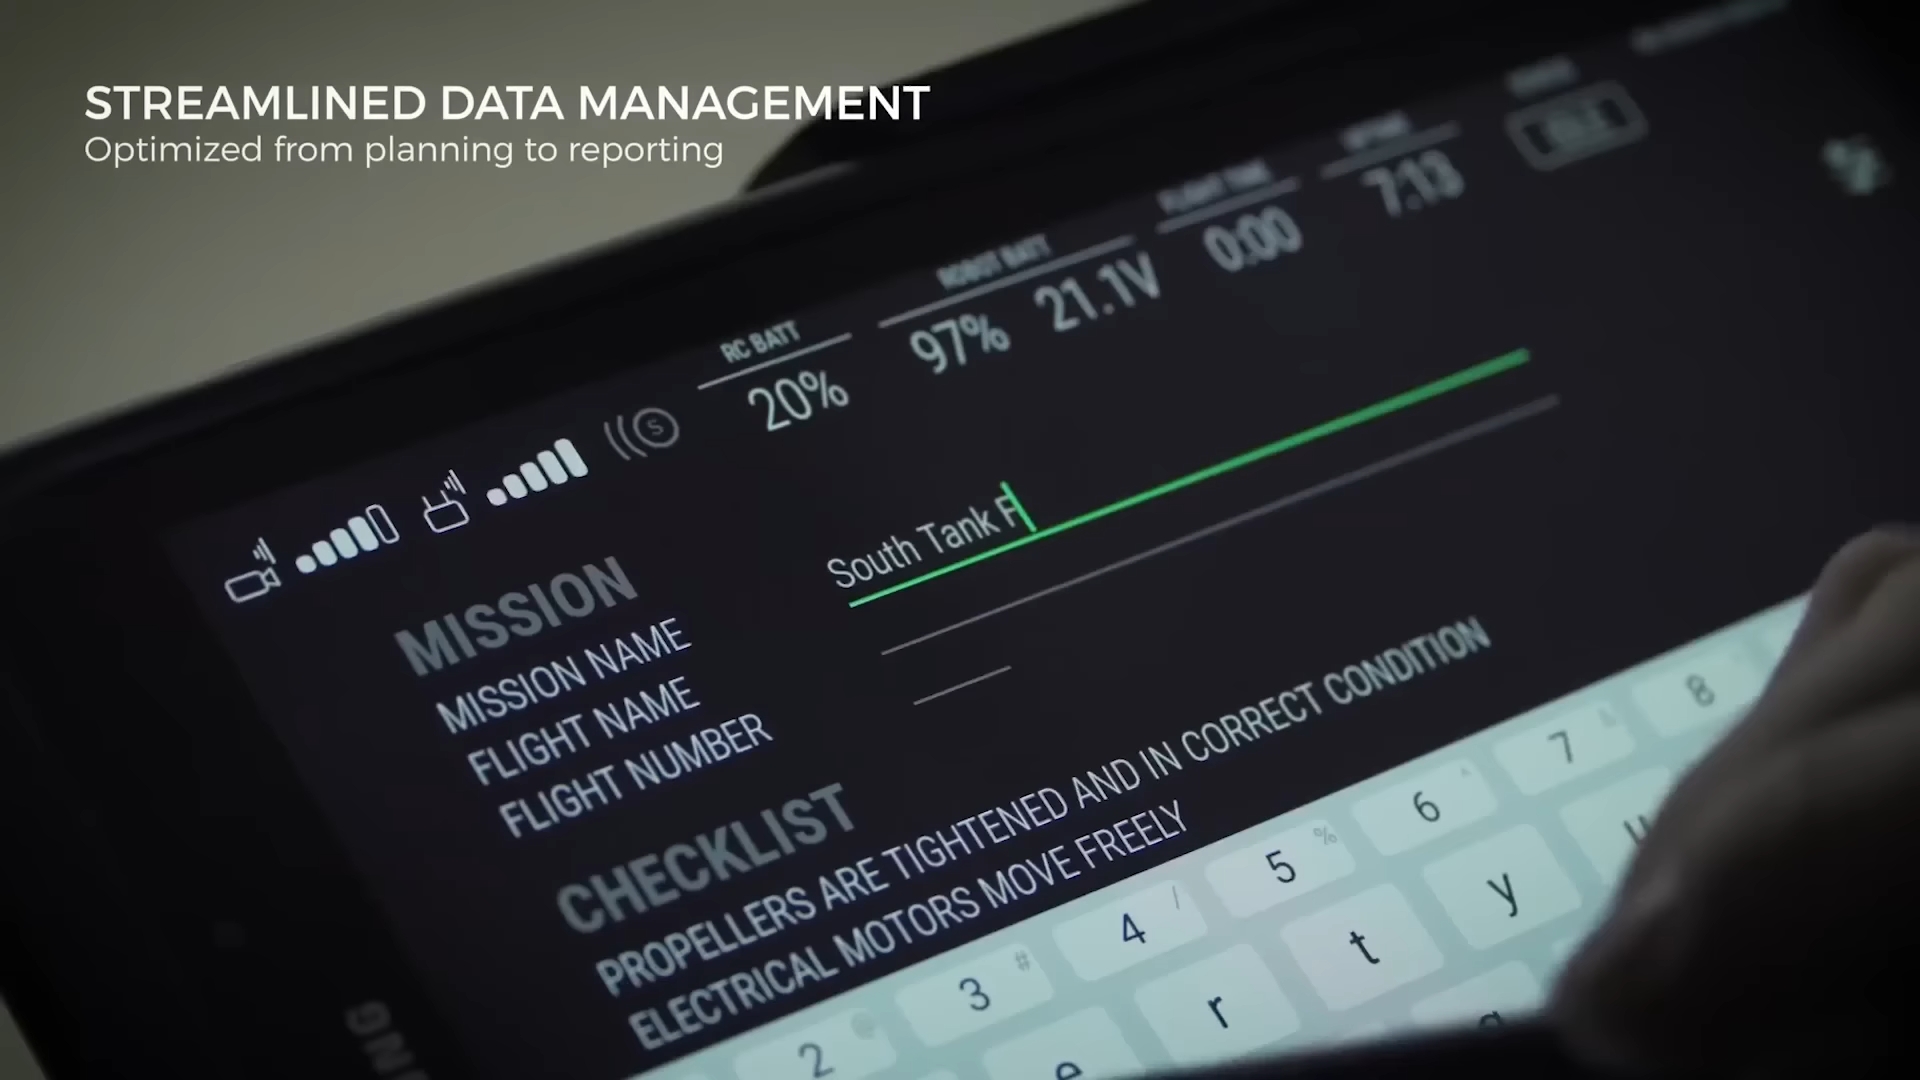 STREAMLINED DATA MANAGEMENT
Optimized from planning to reporting
RC BATT
20%
ROBOT BATT
97% 21.1V
FLIGHT TIME
0:00
7:13
S
MISSION
MISSION NAME South Tank F
FLIGHT NAME
FLIGHT NUMBER
CHECKLIST
PROPELLERS ARE TIGHTENED AND IN CORRECT CONDITION
ELECTRICAL MOTORS MOVE FREELY
2 3 # 4 / 5 % 6 ^ 7 & 8
e r t y u
g